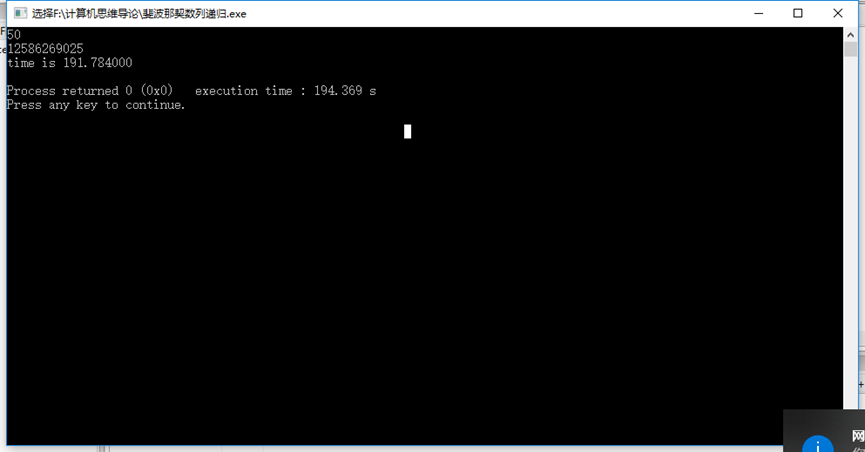 选择F:\计算机思维导论\斐波那契数列递归.exe
50
12586269025
time is 191.784000
Process returned 0 (0x0)   execution time : 194.369 s
Press any key to continue.
网